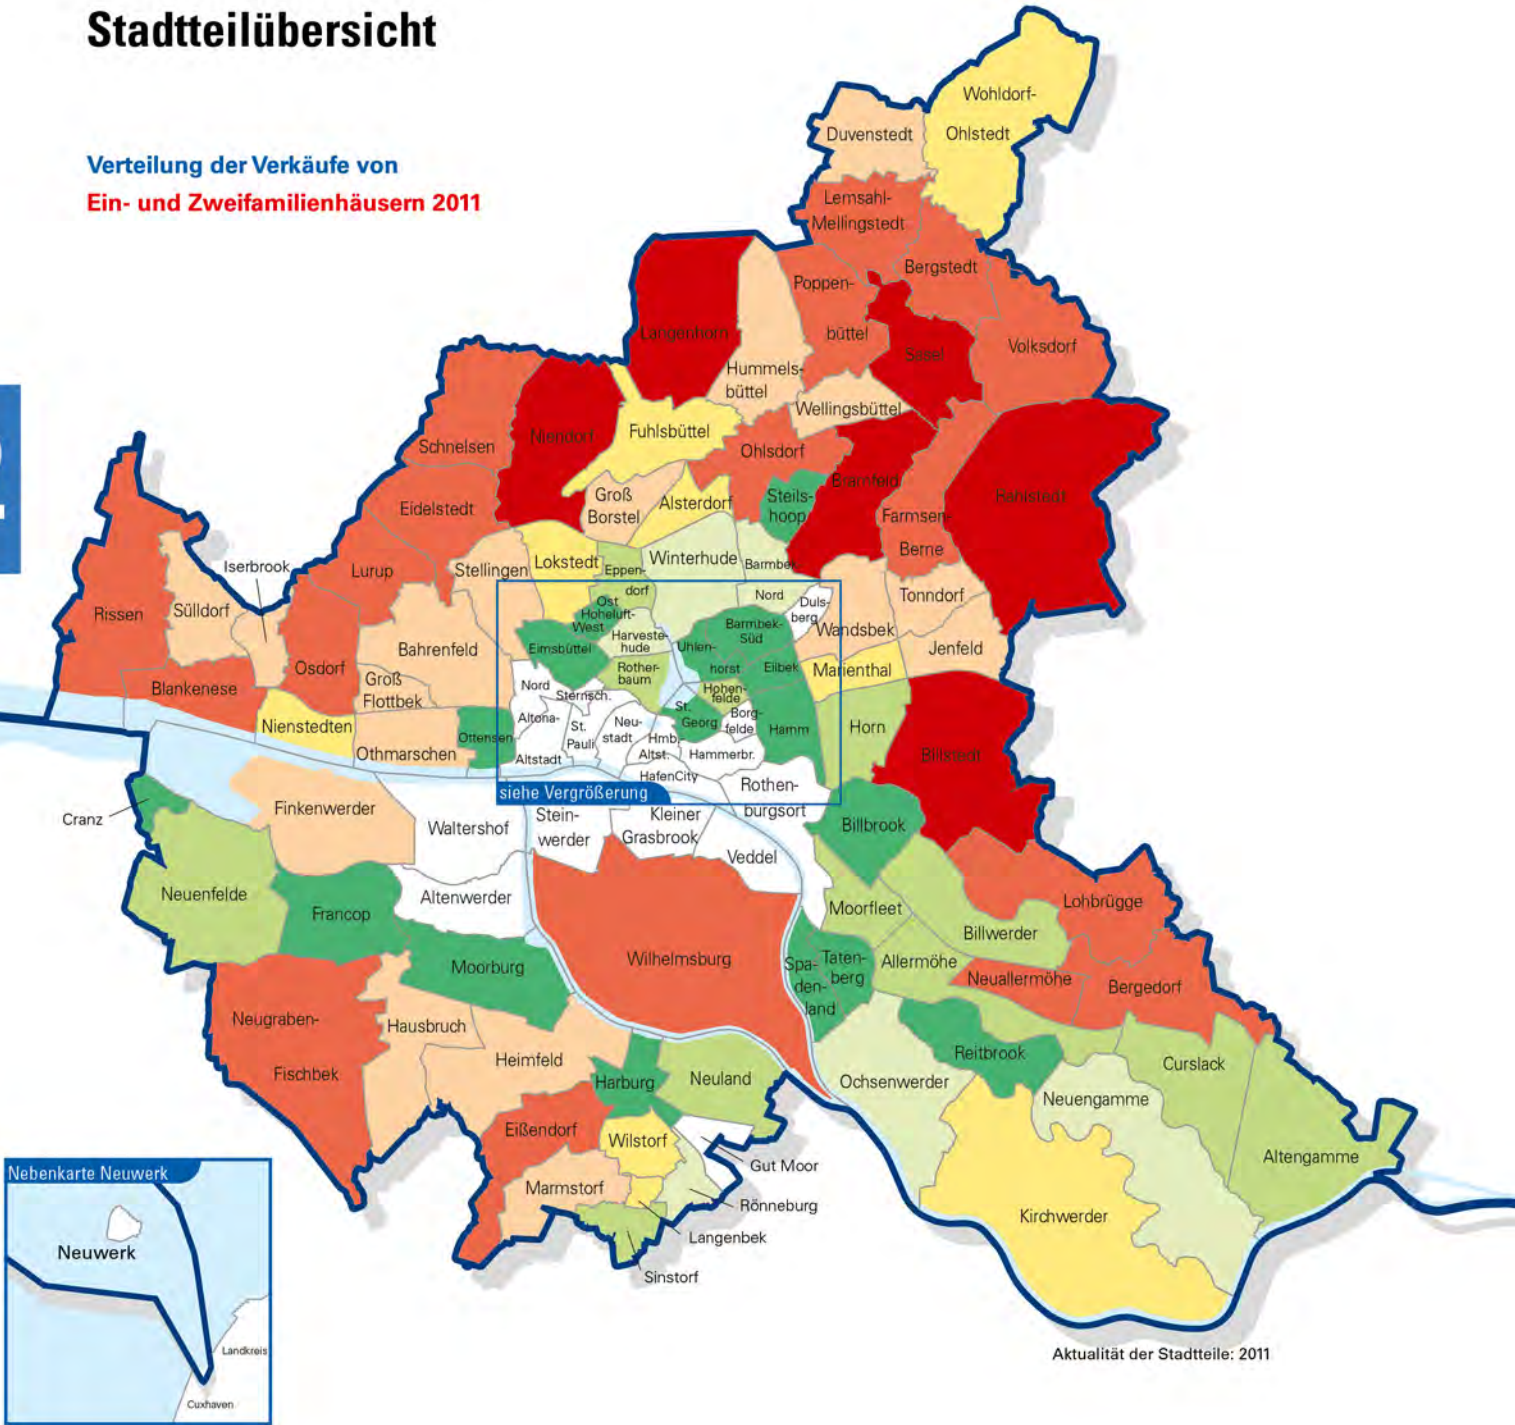 Stadtteilübersicht
Verteilung der Verkäufe von
Ein- und Zweifamilienhäusern 2011
Wohldorf-
Ohlstedt
Duvenstedt
Lemsahl-
Mellingstedt
Bergstedt
Poppen-
büttel
Langenhorn
Sasel
Volksdorf
Hummels-
büttel
Wellingsbüttel
Schnelsen
Niendorf
Fuhlsbüttel
Ohlsdorf
Bramfeld
Rahlstedt
Steils-
hoop
Groß
Borstel
Alsterdorf
Eidelstedt
Farmsen-
Berne
Lokstedt
Winterhude
Barmbek-
Nord
Stellingen
Eppen-
dorf
Iserbrook
Lurup
Rissen
Sülldorf
Tonndorf
Duls-
berg
Wandsbek
Jenfeld
Ost
Hoheluft-
West
Harveste-
hude
Barmbek-
Süd
Uhlen-
horst
Eilbek
Marienthal
Eimsbüttel
Rother-
baum
Bahrenfeld
Osdorf
Groß
Flottbek
Blankenese
Nienstedten
Othmarschen
Ottensen
Nord
Altona-
Altstadt
Sternsch.
St.
Pauli
Neu-
stadt
Hmb.-
Altst.
St.
Georg
Hohen-
felde
Borg-
felde
Hamm
Horn
Billstedt
Hammerbr.
HafenCity
Rothen-
burgsort
siehe Vergrößerung
Cranz
Finkenwerder
Waltershof
Stein-
werder
Kleiner
Grasbrook
Veddel
Billbrook
Neuenfelde
Francop
Altenwerder
Moorfleet
Lohbrügge
Billwerder
Moorburg
Wilhelmsburg
Spa-
den-
land
Taten-
berg
Allermöhe
Neuallermöhe
Bergedorf
Neugraben-
Fischbek
Hausbruch
Heimfeld
Harburg
Neuland
Ochsenwerder
Reitbrook
Curslack
Neuengamme
Altengamme
Eißendorf
Wilstorf
Gut Moor
Marmstorf
Rönneburg
Langenbek
Sinstorf
Kirchwerder
Nebenkarte Neuwerk
Neuwerk
Landkreis
Cuxhaven
Aktualität der Stadtteile: 2011